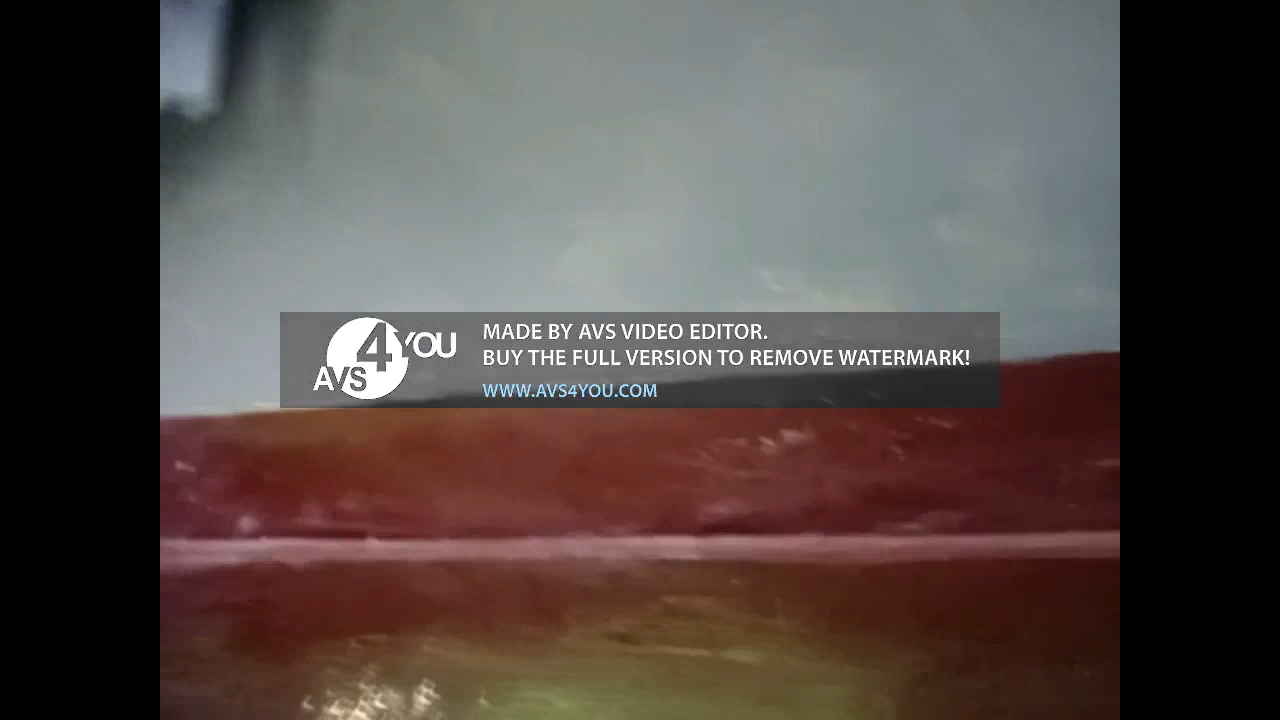 AVS4YOU
MADE BY AVS VIDEO EDITOR.
BUY THE FULL VERSION TO REMOVE WATERMARK!
WWW.AVS4YOU.COM